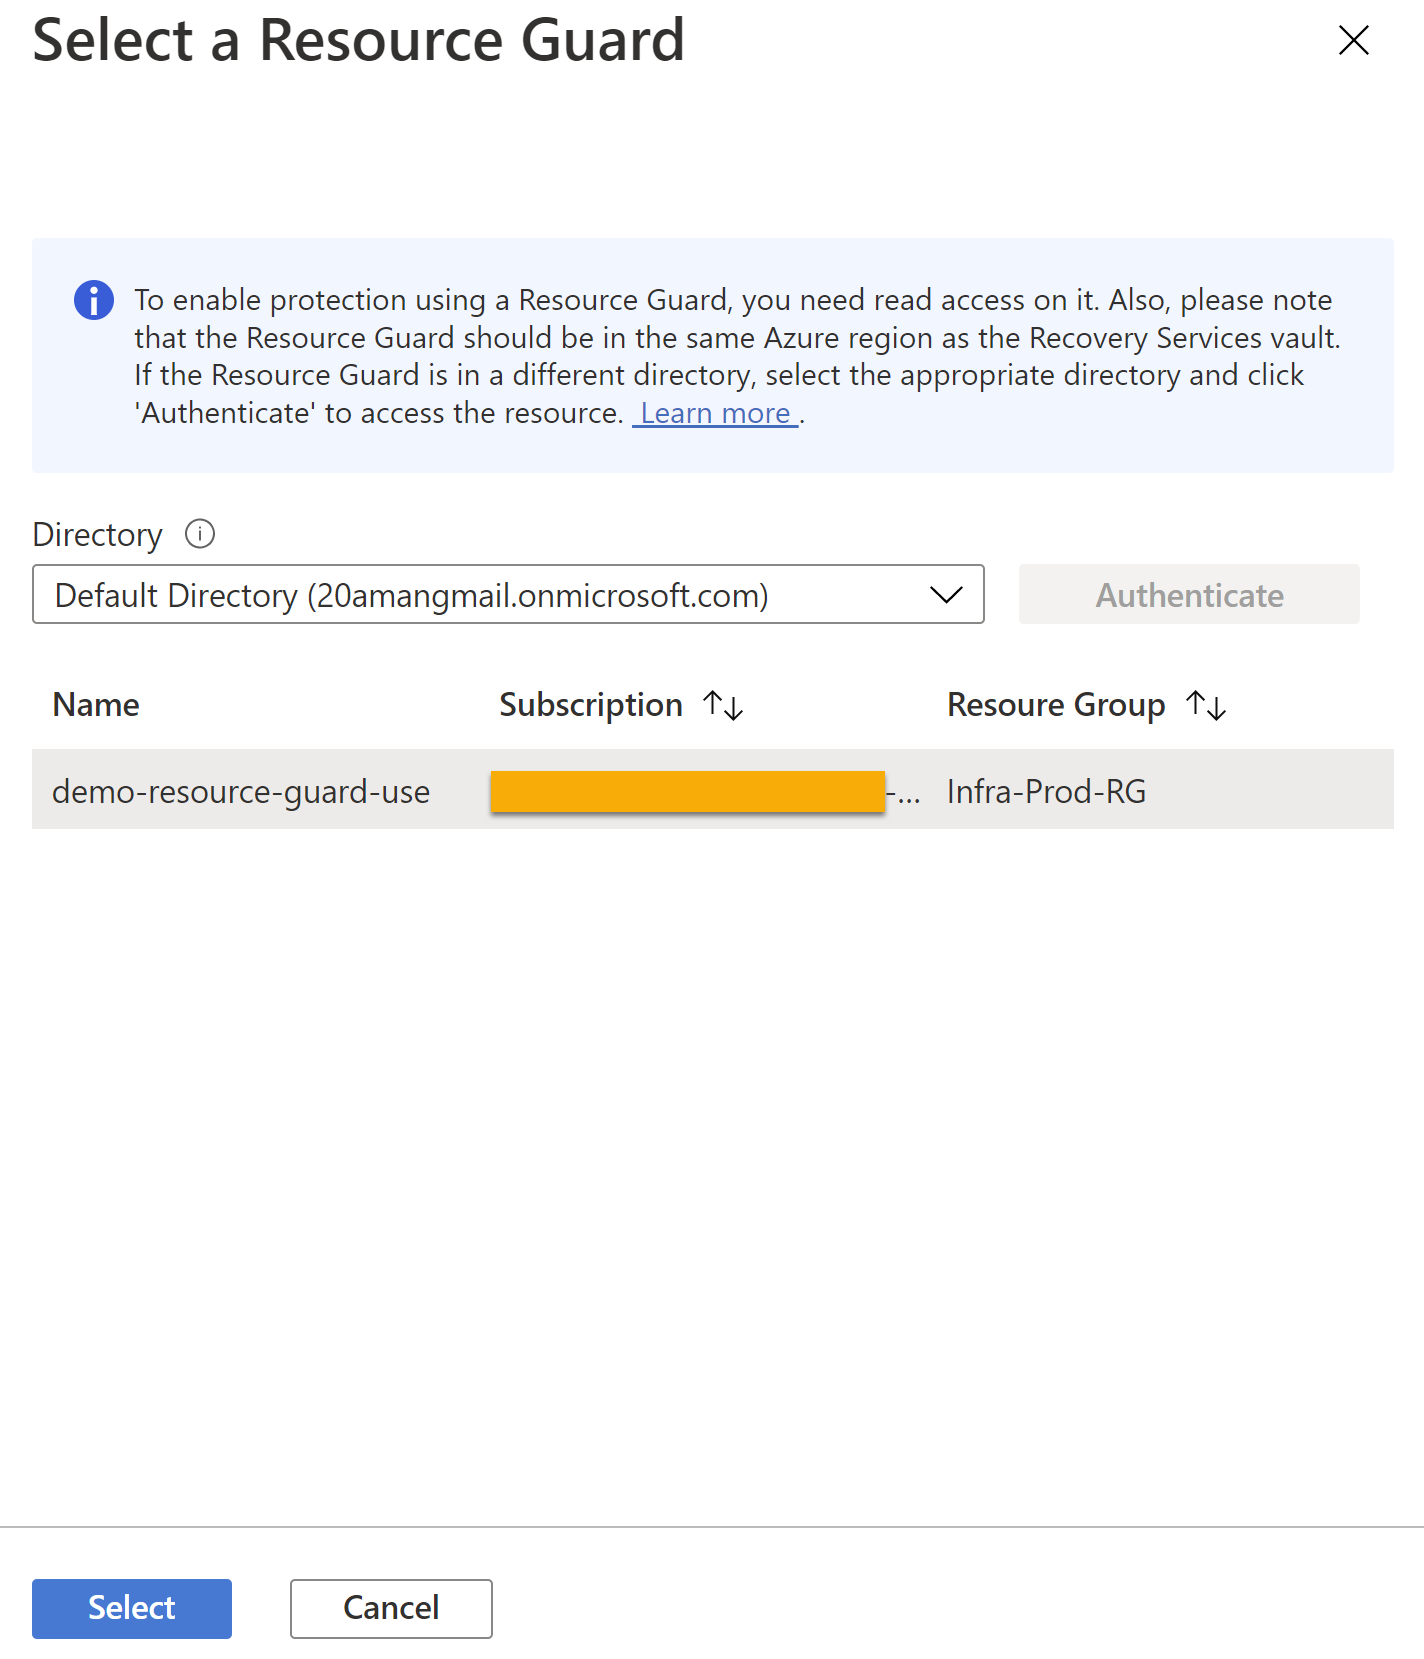 Select a Resource Guard
To enable protection using a Resource Guard, you need read access on it. Also, please note
that the Resource Guard should be in the same Azure region as the Recovery Services vault.
If the Resource Guard is in a different directory, select the appropriate directory and click
'Authenticate' to access the resource. Learn more .
Directory
Default Directory (20amangmail.onmicrosoft.com)
Authenticate
Name Subscription Resoure Group
demo-resource-guard-use -... Infra-Prod-RG
Select Cancel